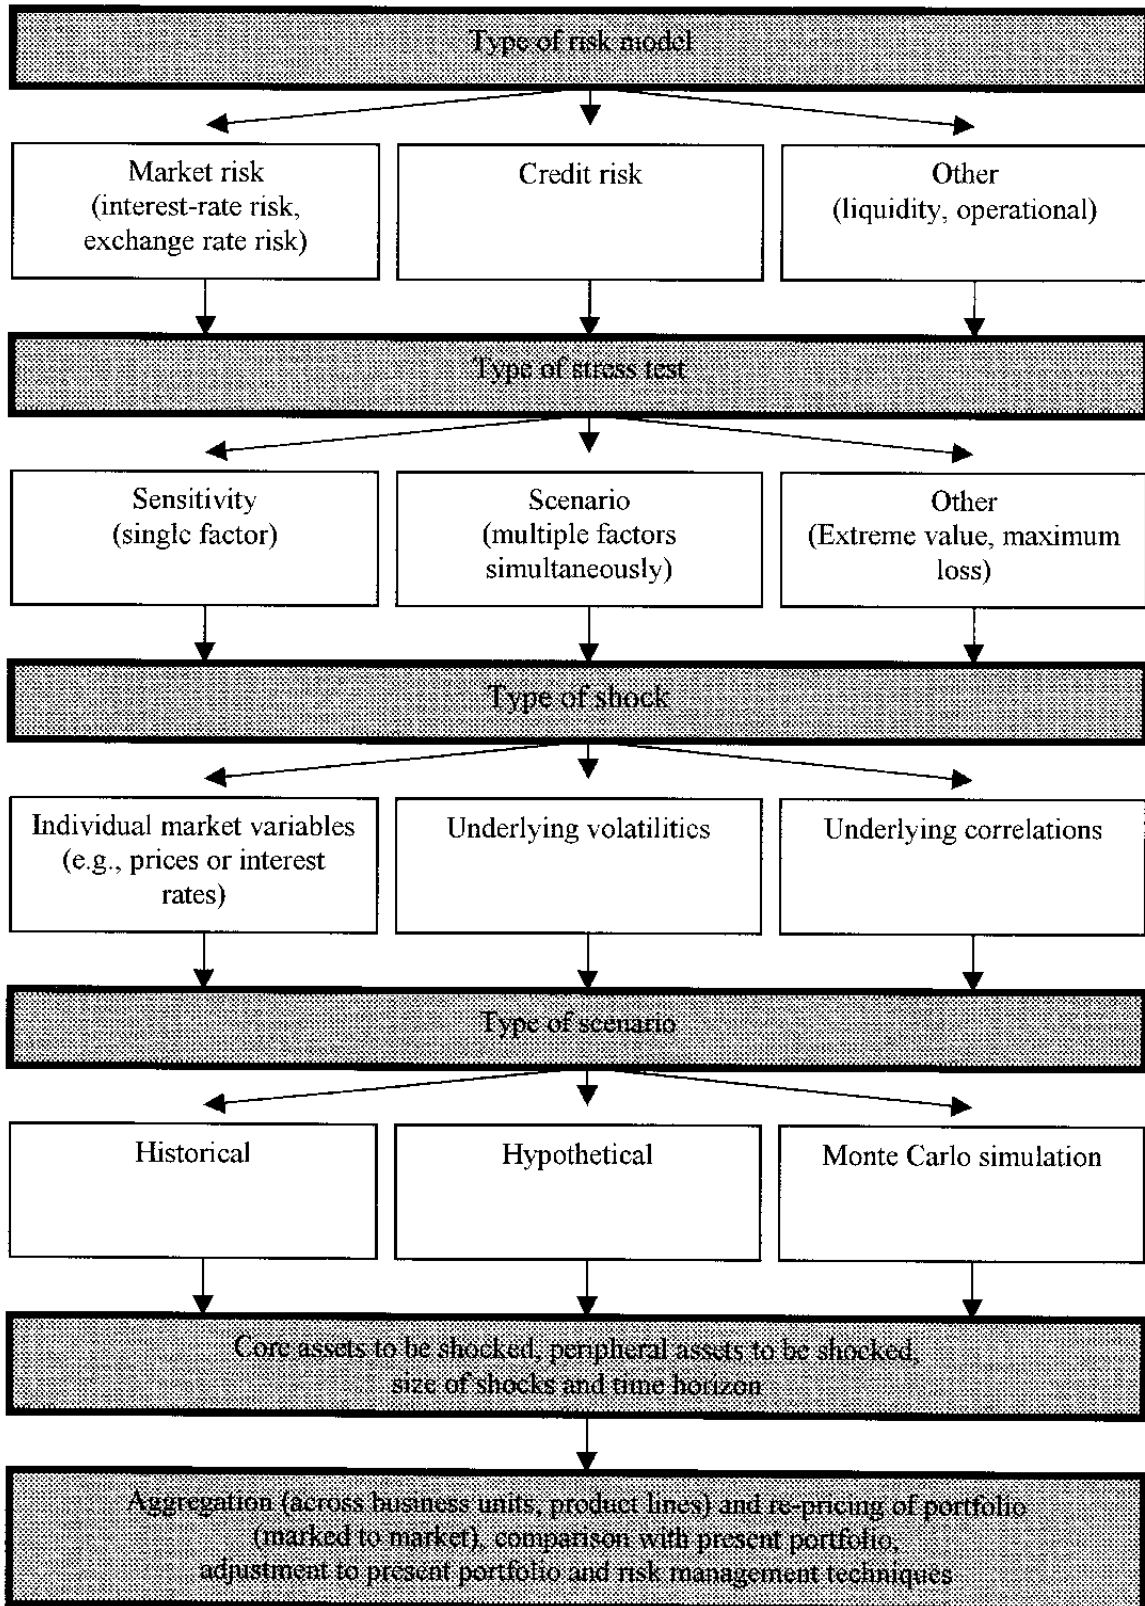 Type of risk model
Market risk
(interest-rate risk,
exchange rate risk)
Credit risk
Other
(liquidity, operational)
Type of stress test
Sensitivity
(single factor)
Scenario
(multiple factors
simultaneously)
Other
(Extreme value, maximum
loss)
Type of shock
Individual market variables
(e.g., prices or interest
rates)
Underlying volatilities
Underlying correlations
Type of scenario
Historical
Hypothetical
Monte Carlo simulation
Core assets to be shocked, peripheral assets to be shocked,
size of shocks and time horizon
Aggregation (across business units, product lines) and re-pricing of portfolio
(marked to market), comparison with present portfolio,
adjustment to present portfolio and risk management techniques